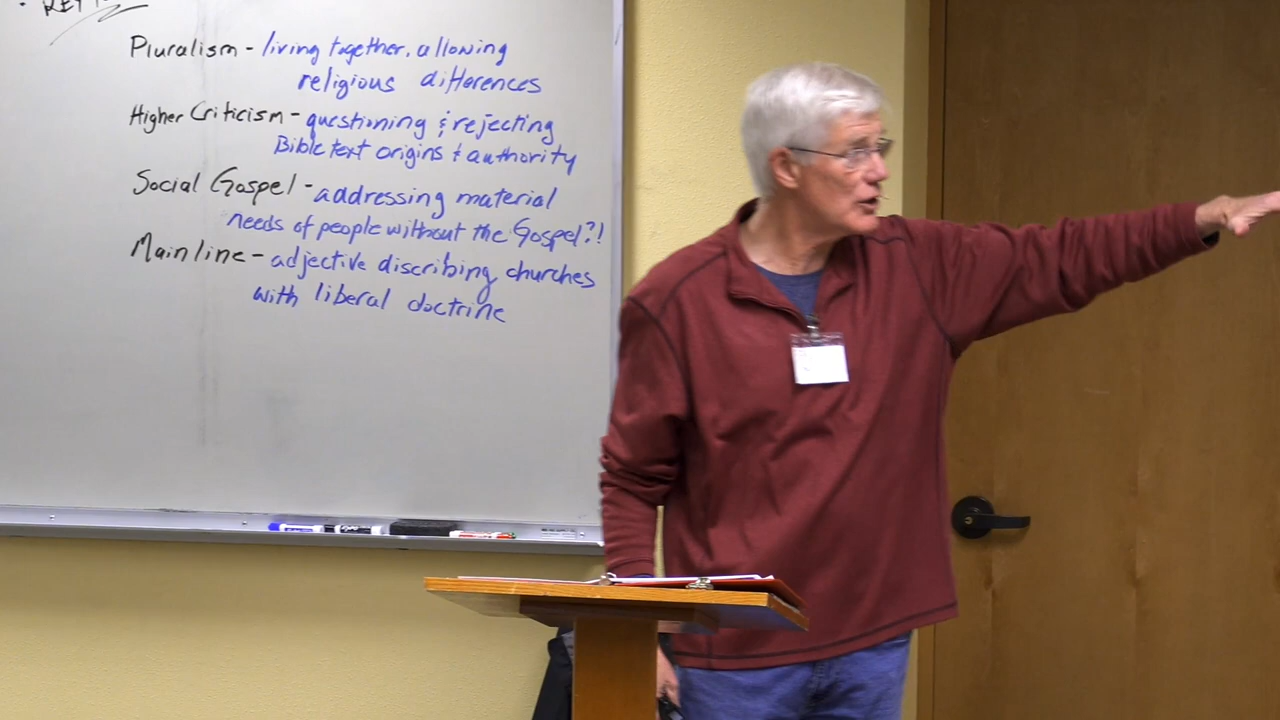 Pluralism - living together, allowing
religious differences
Higher Criticism - questioning & rejecting
Bible text origins & authority
Social Gospel - addressing material
needs of people without the Gospel?!
Mainline - adjective discribing churches
with liberal doctrine